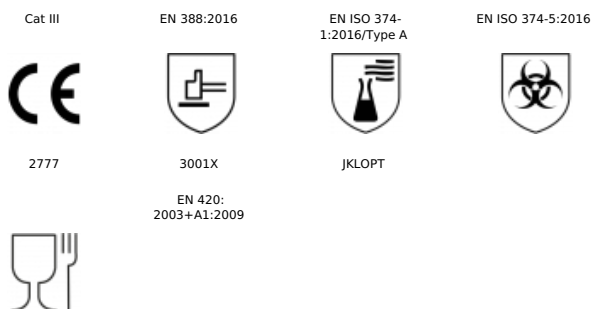 Cat III
EN 388:2016
EN ISO 374-
1:2016/Type A
EN ISO 374-5:2016
CE
2777
3001X
JKLOPT
EN 420:
2003+A1:2009